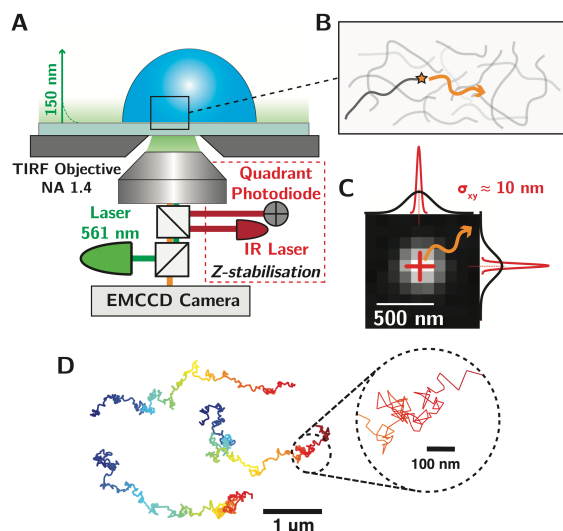 A
150 nm
TIRF Objective
NA 1.4
Quadrant
Photodiode
Laser
561 nm
IR Laser
Z-stabilisation
EMCCD Camera
B
C
σxy ≈ 10 nm
500 nm
D
100 nm
1 µm